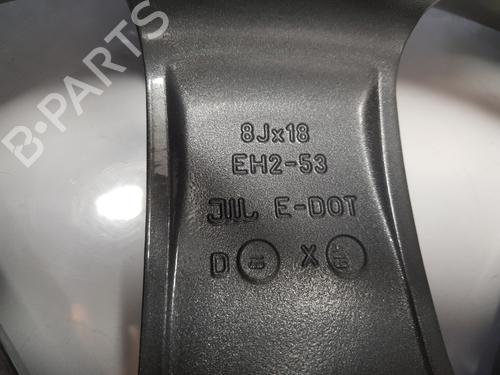 B-PARTS
8Jx18
EH2-53
JWL E-DOT
D X